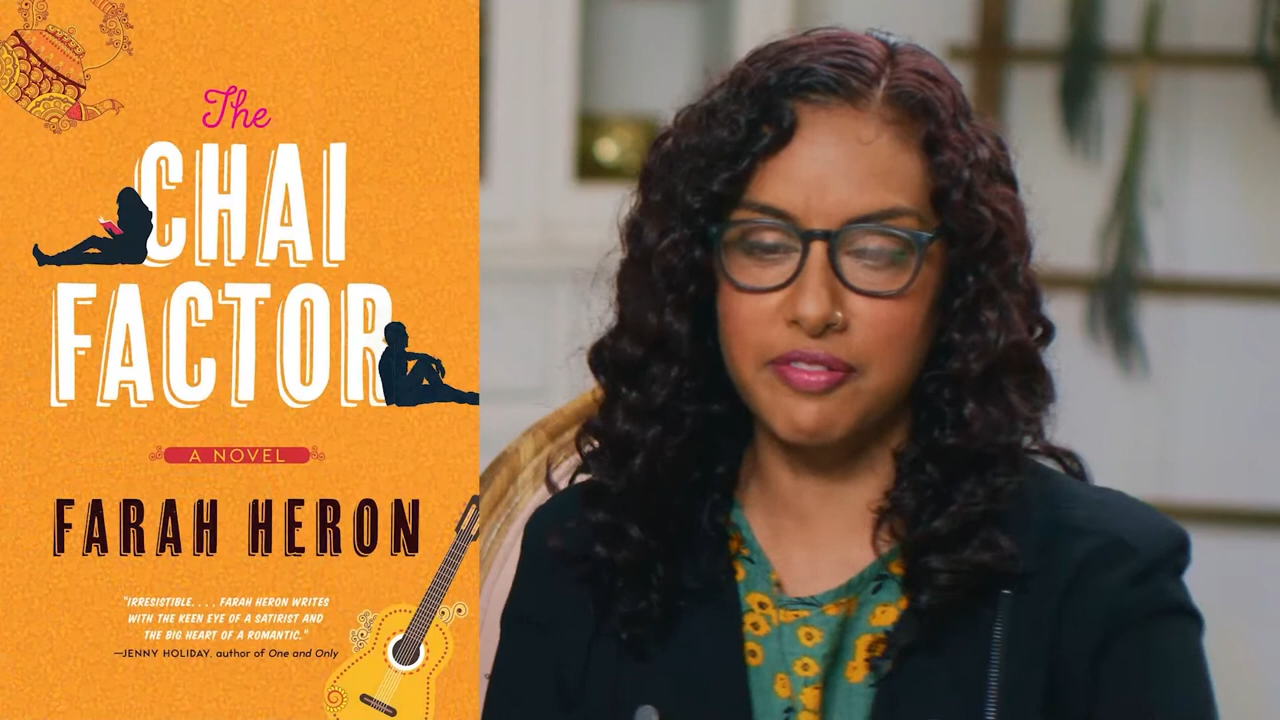 The
CHAI
FACTOR
A NOVEL
FARAH HERON
"IRRESISTIBLE. . . . FARAH HERON WRITES
WITH THE KEEN EYE OF A SATIRIST AND
THE BIG HEART OF A ROMANTIC."
—JENNY HOLIDAY, author of One and Only